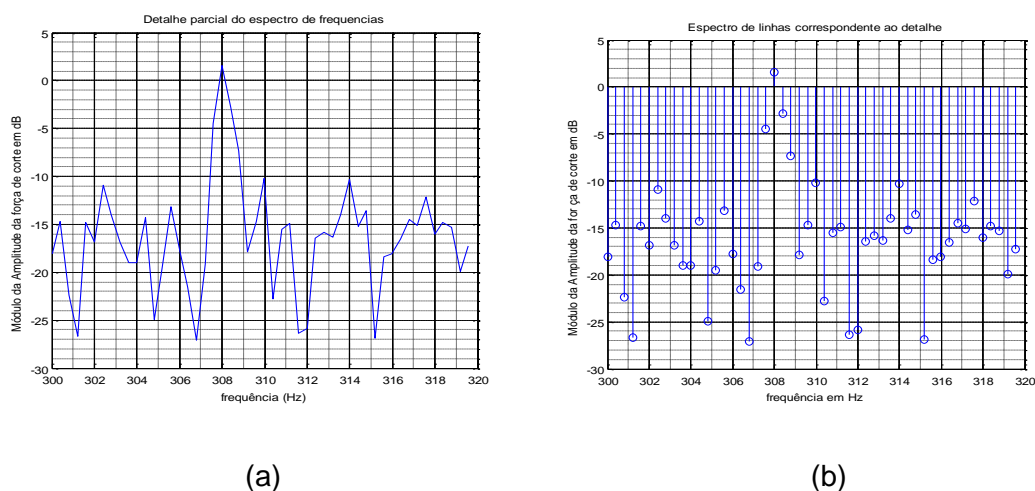 Detalhe parcial do espectro de frequencias
5
0
-5
-10
-15
-20
-25
-30
300 302 304 306 308 310 312 314 316 318 320
frequência (Hz)
Módulo da Amplitude da força de corte em dB
(a)
Espectro de linhas correspondente ao detalhe
5
0
-5
-10
-15
-20
-25
-30
300 302 304 306 308 310 312 314 316 318 320
frequência em Hz
Módulo da Amplitude da for ça de corte em dB
(b)